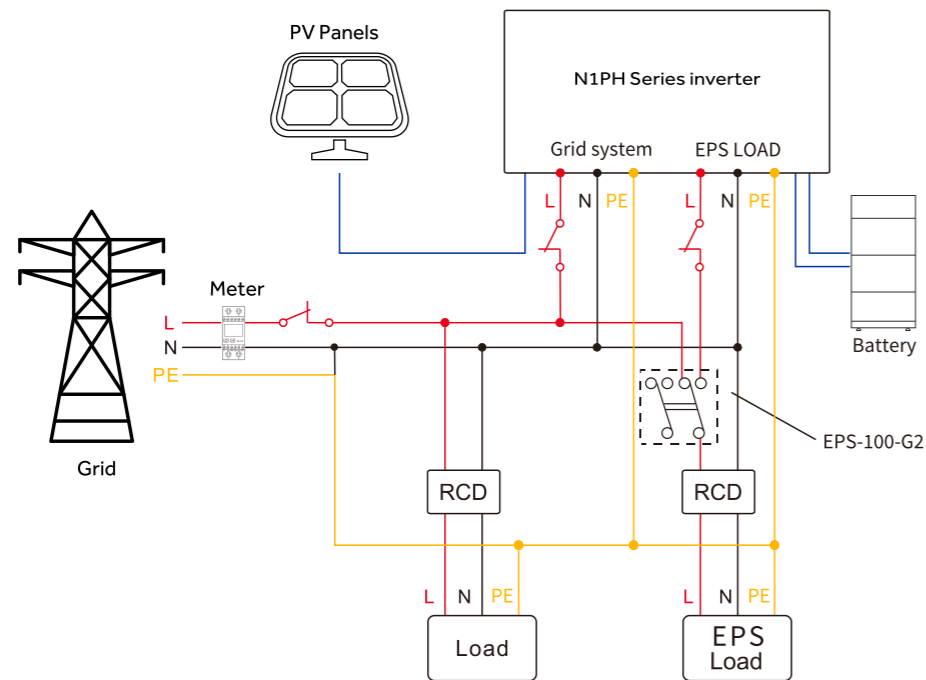 PV Panels
N1PH Series inverter
Grid system
EPS LOAD
L
N
PE
L
N
PE
Meter
L
N
PE
Battery
EPS-100-G2
Grid
RCD
RCD
L
N
PE
L
N
PE
Load
EPS
Load